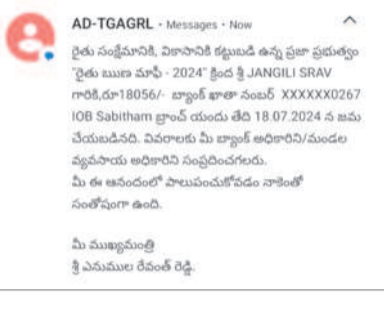 AD-TGAGRL • Messages • Now
రైతు సంక్షేమానికి, వికాసానికి కట్టుబడి ఉన్న ప్రజా ప్రభుత్వం
"రైతు ఋణ మాఫీ - 2024" క్రింద శ్రీ JANGILI SRAV
గారికి,రూ18056/- బ్యాంక్ ఖాతా నంబర్ XXXXXX0267
IOB Sabitham బ్రాంచ్ యందు తేది 18.07.2024 న జమ
చేయబడినది. వివరాలకు మీ బ్యాంక్ అధికారిని/మండల
వ్యవసాయ అధికారిని సంప్రదించగలరు.
మీ ఈ ఆనందంలో పాలుపంచుకోవడం నాకెంతో
సంతోషంగా ఉంది.
మీ ముఖ్యమంత్రి
శ్రీ ఎనుముల రేవంత్ రెడ్డి.